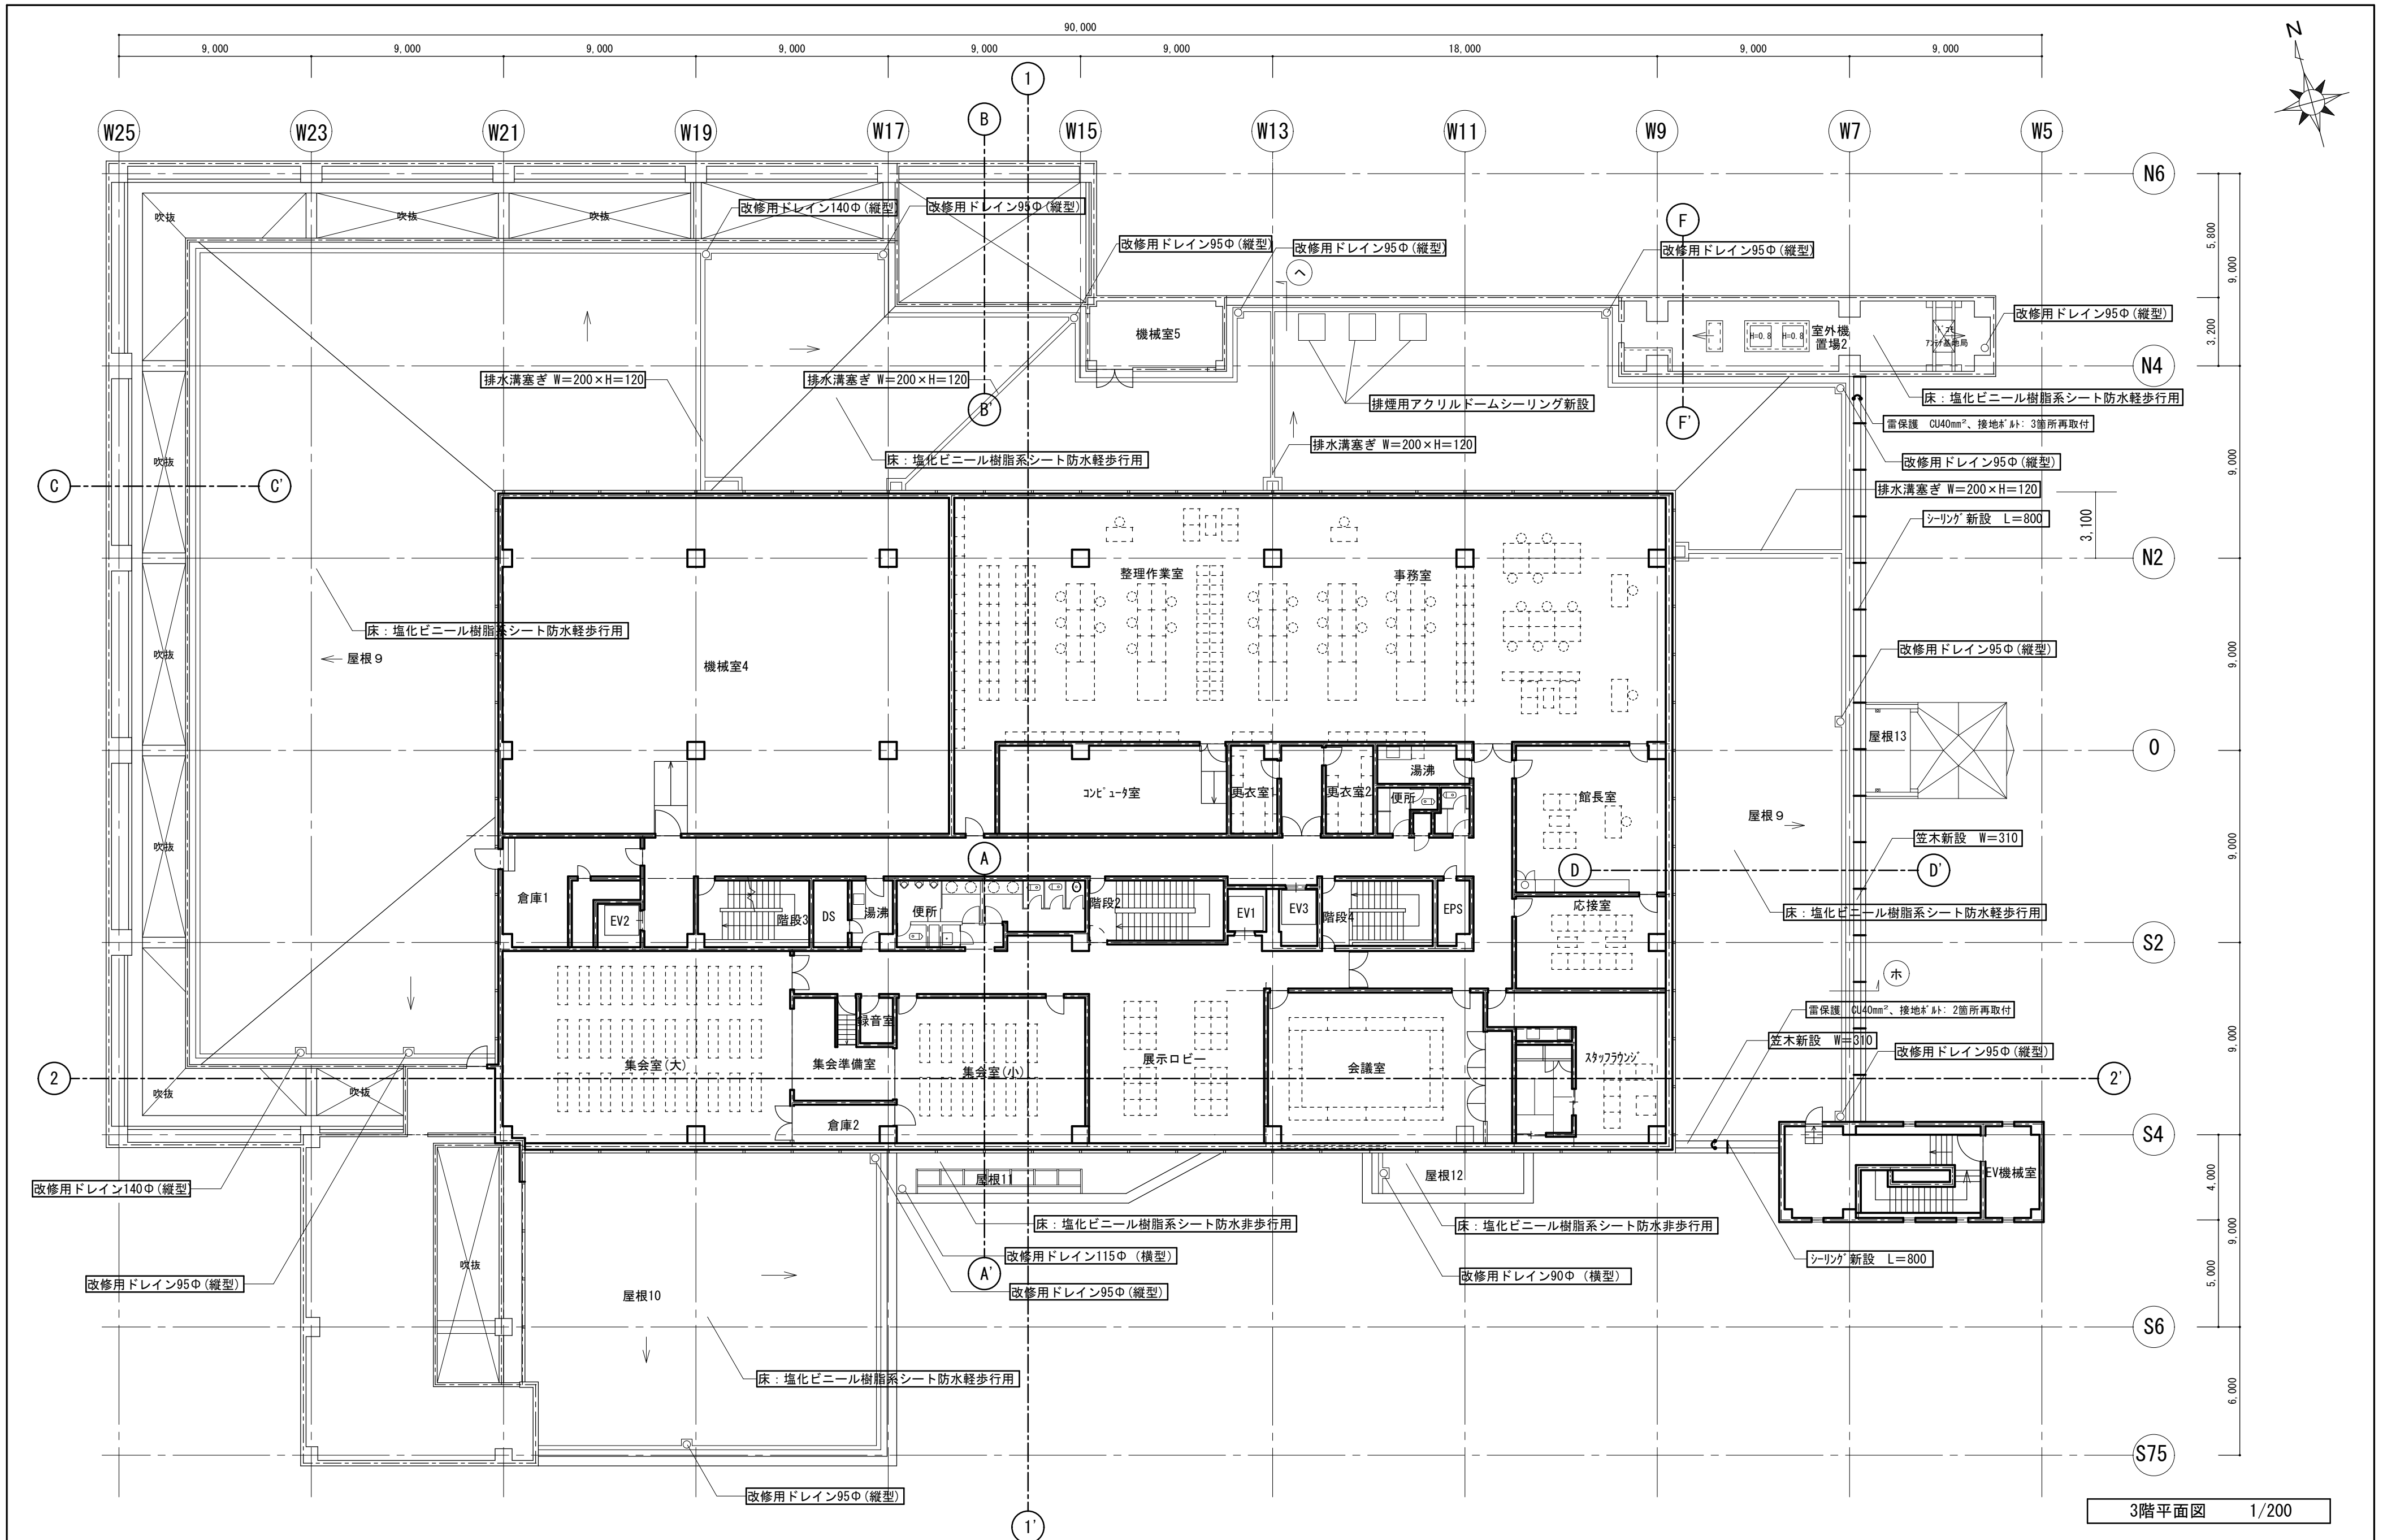 90,000
9,000 9,000 9,000 9,000 9,000 9,000 18,000 9,000 9,000
N
1
B
W25 W23 W21 W19 W17 W15 W13 W11 W9 W7 W5
N6
吹抜 吹抜 吹抜
改修用ドレイン140Φ(縦型)
改修用ドレイン95Φ(縦型)
F
改修用ドレイン95Φ(縦型)
改修用ドレイン95Φ(縦型)
改修用ドレイン95Φ(縦型)
5,800
9,000
3,200
ヘ
機械室5
H=0.8 H=0.8
室外機
置場2
改修用ドレイン95Φ(縦型)
N4
排水溝塞ぎ W=200×H=120
排水溝塞ぎ W=200×H=120
B'
排煙用アクリルドームシーリング新設
F'
床：塩化ビニール樹脂系シート防水軽歩行用
雷保護 CU40mm²、接地ボルト: 3箇所再取付
排水溝塞ぎ W=200×H=120
床：塩化ビニール樹脂系シート防水軽歩行用
改修用ドレイン95Φ(縦型)
吹抜
9,000
C C'
排水溝塞ぎ W=200×H=120
シーリング新設 L=800
3,100
N2
整理作業室 事務室
床：塩化ビニール樹脂系シート防水軽歩行用
吹抜
屋根9
機械室4
改修用ドレイン95Φ(縦型)
9,000
屋根13
O
コンピュータ室
更衣室1
更衣室2
湯沸
便所
館長室
屋根9
笠木新設 W=310
吹抜
9,000
A
D D'
倉庫1
EV2
階段3
DS
湯沸
便所
階段2
EV1
EV3
階段4
EPS
応接室
床：塩化ビニール樹脂系シート防水軽歩行用
S2
ホ
雷保護 CU40mm²、接地ボルト: 2箇所再取付
録音室
笠木新設 W=310
改修用ドレイン95Φ(縦型)
9,000
集会室(大)
集会準備室
集会室(小)
展示ロビー
会議室
スタッフラウンジ
2 2'
吹抜 吹抜
倉庫2
S4
屋根11
屋根12
EV機械室
4,000
改修用ドレイン140Φ(縦型)
床：塩化ビニール樹脂系シート防水非歩行用
床：塩化ビニール樹脂系シート防水非歩行用
9,000
改修用ドレイン115Φ (横型)
シーリング新設 L=800
吹抜
A'
改修用ドレイン90Φ (横型)
5,000
改修用ドレイン95Φ(縦型)
改修用ドレイン95Φ(縦型)
屋根10
S6
床：塩化ビニール樹脂系シート防水軽歩行用
6,000
S75
改修用ドレイン95Φ(縦型)
1'
3階平面図 1/200